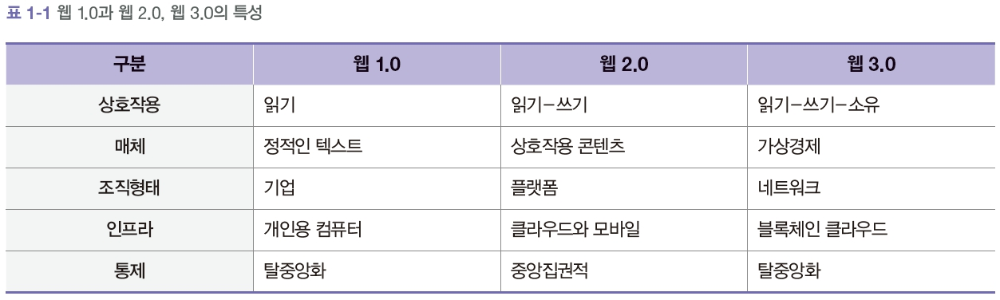 표 1-1 웹 1.0과 웹 2.0, 웹 3.0의 특성
구분 웹 1.0 웹 2.0 웹 3.0
상호작용 읽기 읽기-쓰기 읽기-쓰기-소유
매체 정적인 텍스트 상호작용 콘텐츠 가상경제
조직형태 기업 플랫폼 네트워크
인프라 개인용 컴퓨터 클라우드와 모바일 블록체인 클라우드
통제 탈중앙화 중앙집권적 탈중앙화